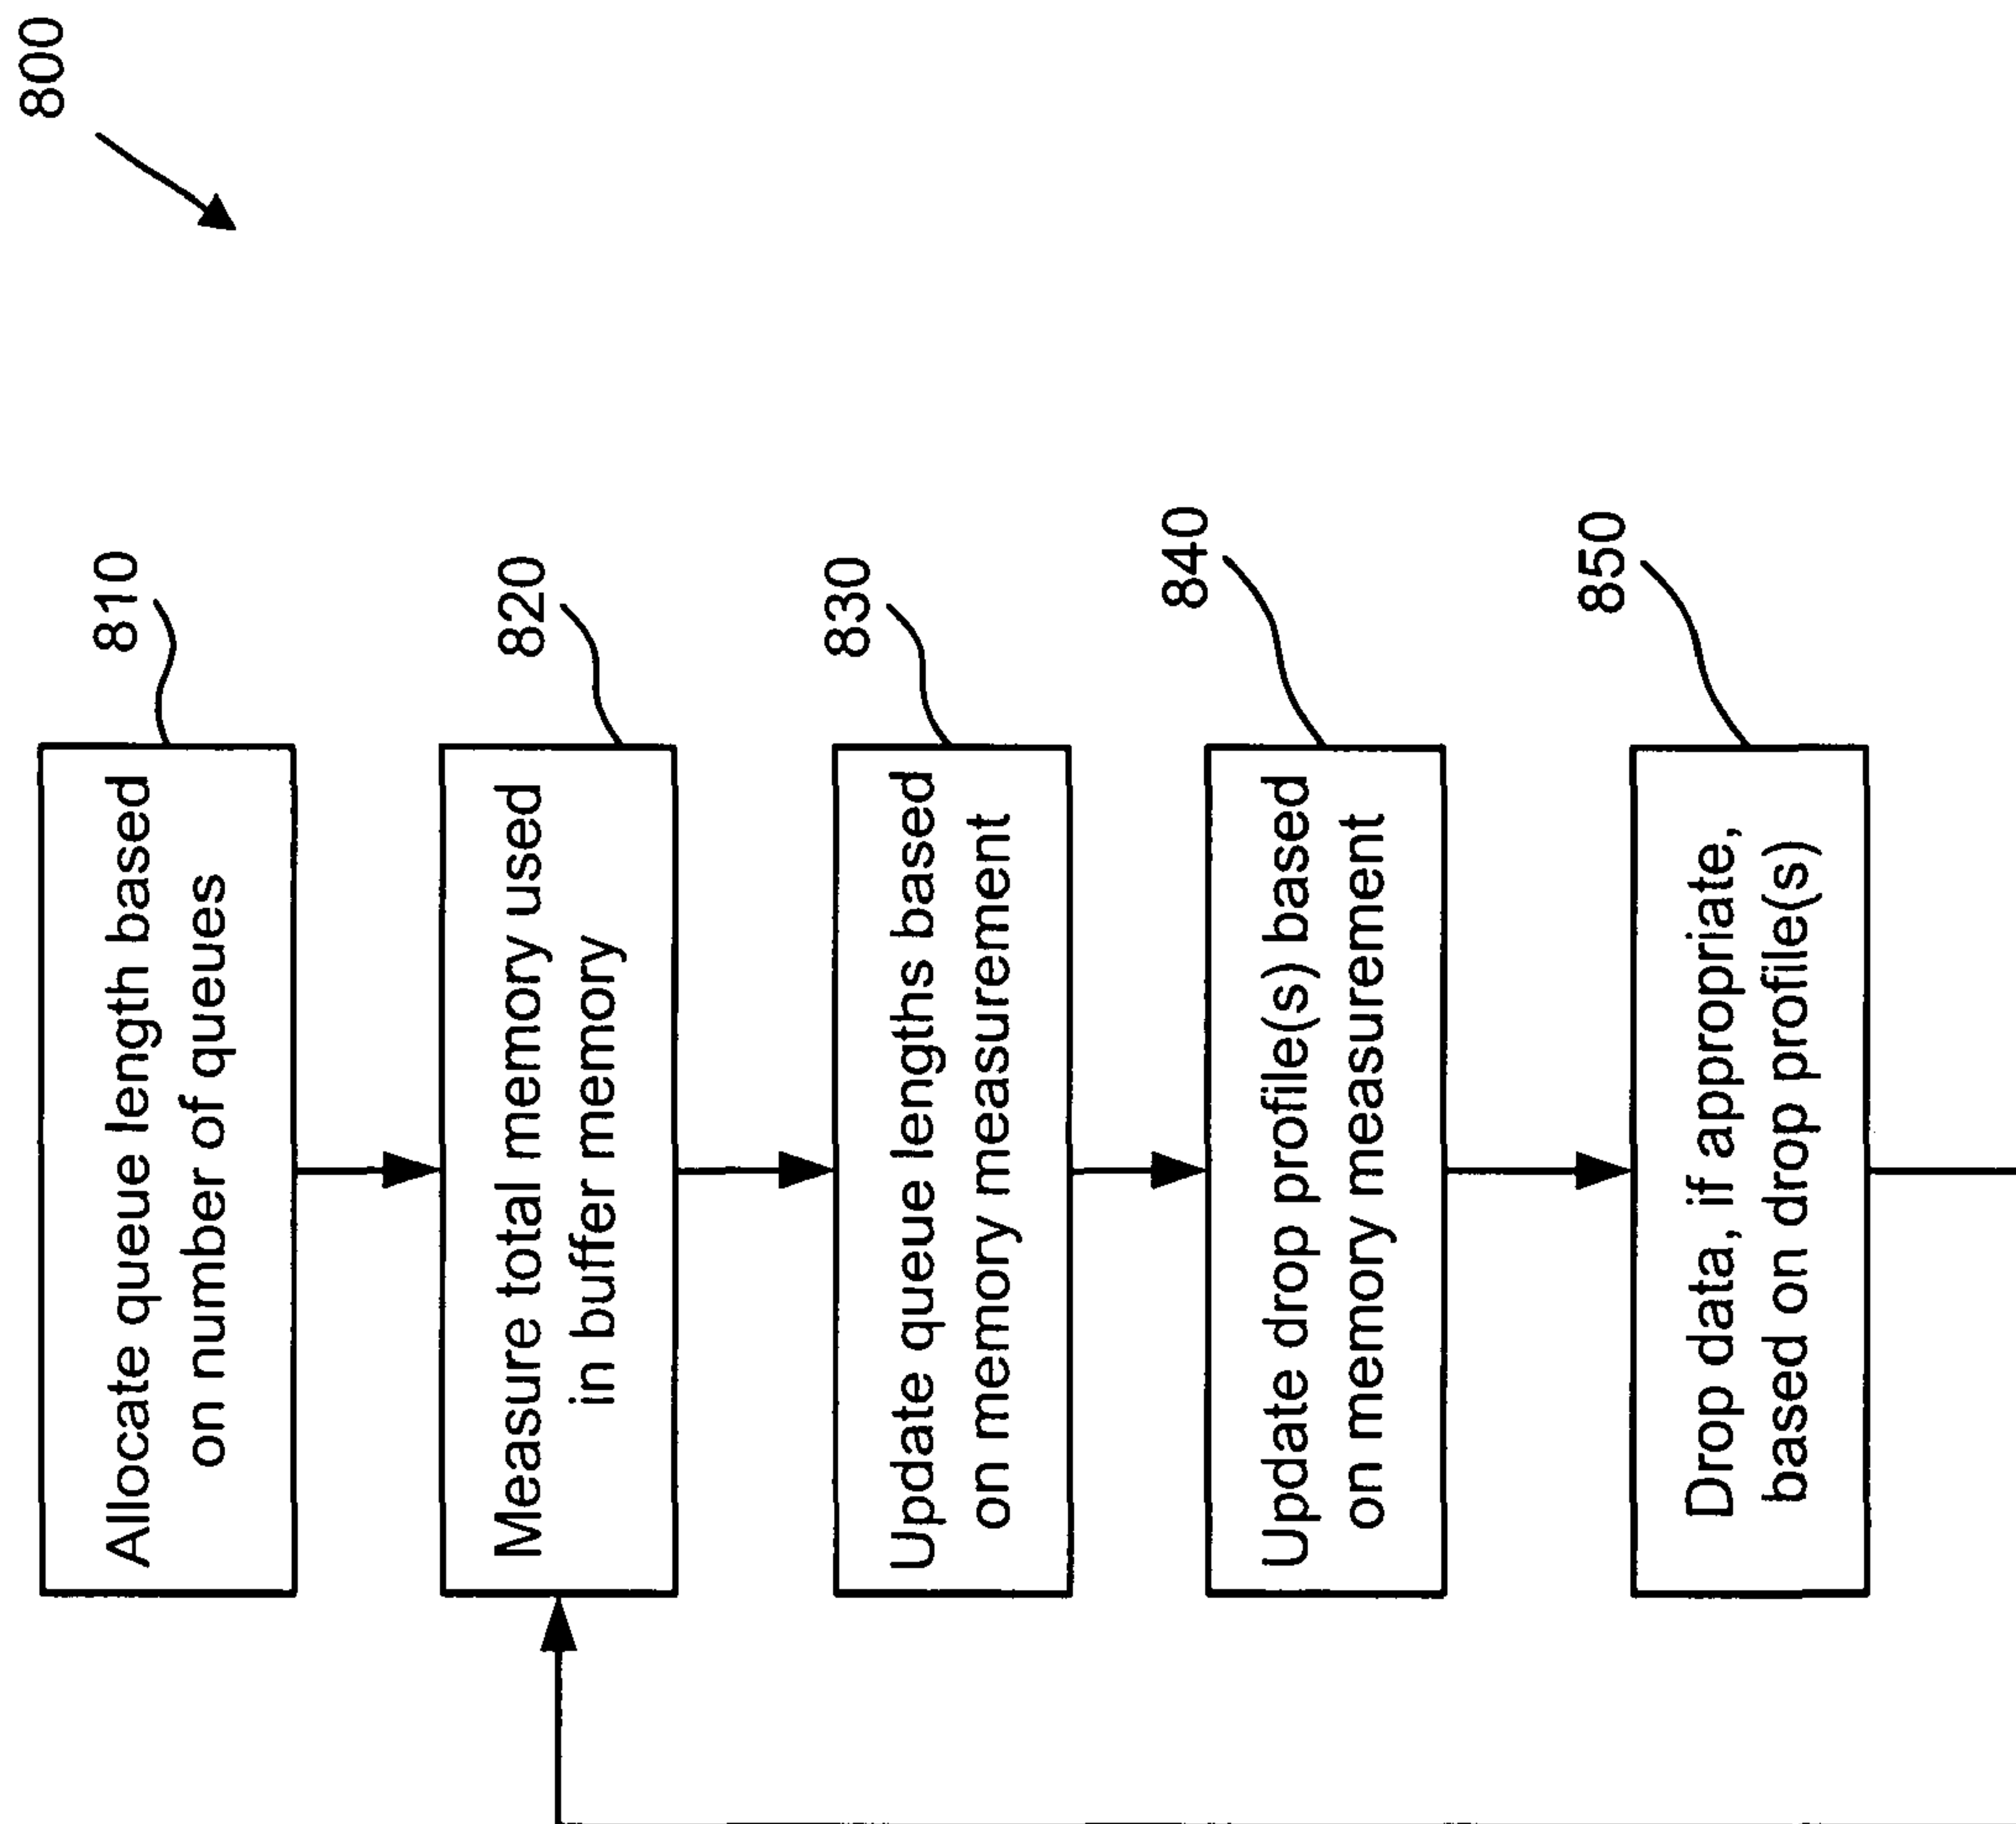 800
810
Allocate queue length based
on number of queues
820
Measure total memory used
in buffer memory
830
Update queue lengths based
on memory measurement
840
Update drop profile(s) based
on memory measurement
850
Drop data, if appropriate,
based on drop profile(s)